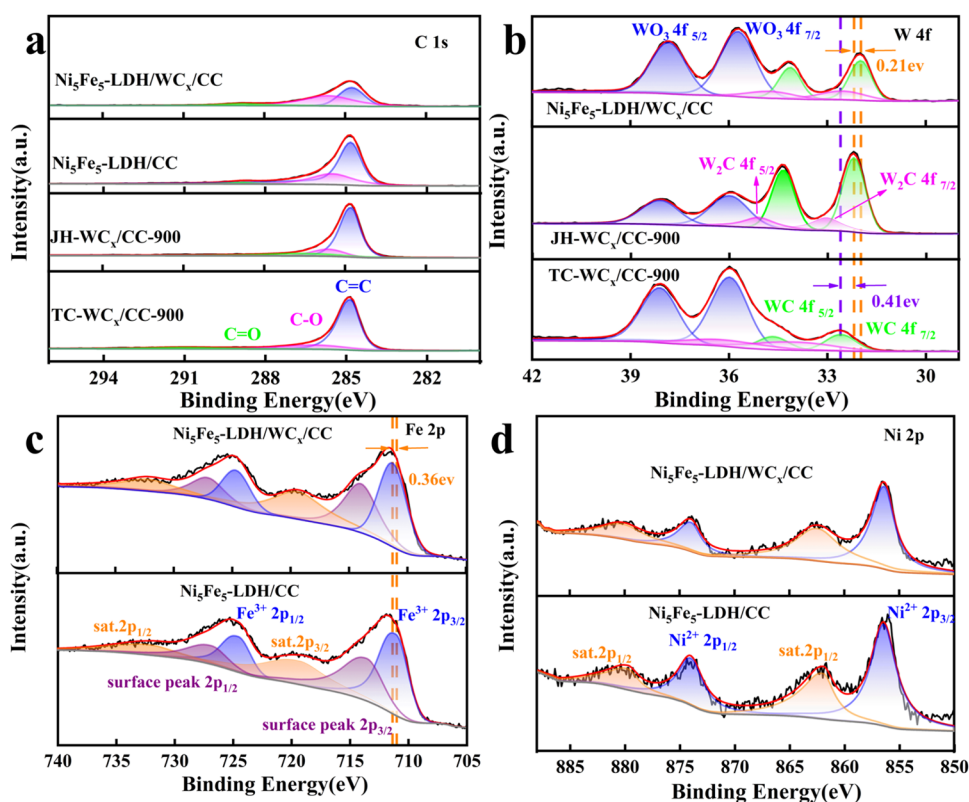 a
C 1s
Ni₅Fe₅-LDH/WCₓ/CC
Ni₅Fe₅-LDH/CC
JH-WCₓ/CC-900
TC-WCₓ/CC-900
C=O
C-O
C=C
Intensity(a.u.)
294
291
288
285
282
Binding Energy(eV)
b
W 4f
WO₃ 4f₅/₂
WO₃ 4f₇/₂
0.21ev
Ni₅Fe₅-LDH/WCₓ/CC
W₂C 4f₅/₂
W₂C 4f₇/₂
JH-WCₓ/CC-900
TC-WCₓ/CC-900
WC 4f₅/₂
0.41ev
WC 4f₇/₂
Intensity(a.u.)
42
39
36
33
30
Binding Energy(eV)
c
Fe 2p
Ni₅Fe₅-LDH/WCₓ/CC
0.36ev
Ni₅Fe₅-LDH/CC
sat.2p₁/₂
Fe³⁺ 2p₁/₂
sat.2p₃/₂
Fe³⁺ 2p₃/₂
surface peak 2p₁/₂
surface peak 2p₃/₂
Intensity(a.u.)
740
735
730
725
720
715
710
705
Binding Energy(eV)
d
Ni 2p
Ni₅Fe₅-LDH/WCₓ/CC
Ni₅Fe₅-LDH/CC
sat.2p₁/₂
Ni²⁺ 2p₁/₂
sat.2p₁/₂
Ni²⁺ 2p₃/₂
Intensity(a.u.)
885
880
875
870
865
860
855
850
Binding Energy(eV)